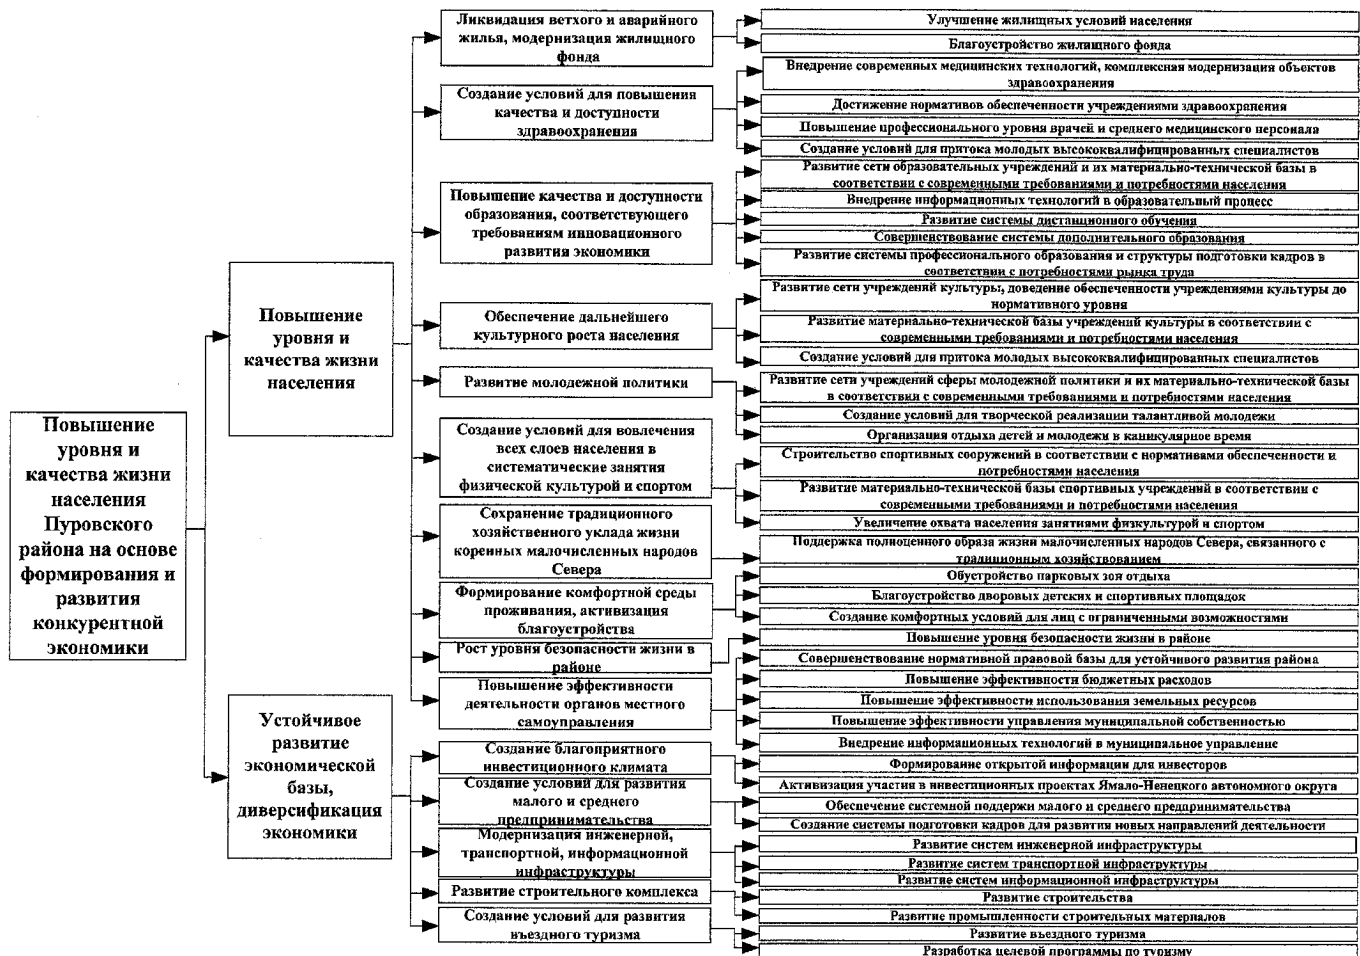 Повышение
уровня и
качества жизни
населения
Пуровского
района на основе
формирования и
развития
конкурентной
экономики
Повышение
уровня и
качества жизни
населения
Ликвидация ветхого и аварийного
жилья, модернизация жилищного
фонда
Улучшение жилищных условий населения
Благоустройство жилищного фонда
Создание условий для повышения
качества и доступности
здравоохранения
Внедрение современных медицинских технологий, комплексная модернизация объектов
здравоохранения
Достижение нормативов обеспеченности учреждениями здравоохранения
Повышение профессионального уровня врачей и среднего медицинского персонала
Создание условий для притока молодых высококвалифицированных специалистов
Повышение качества и доступности
образования, соответствующего
требованиям инновационного
развития экономики
Развитие сети образовательных учреждений и их материально-технической базы в
соответствии с современными требованиями и потребностями населения
Внедрение информационных технологий в образовательный процесс
Развитие системы дистанционного обучения
Совершенствование системы дополнительного образования
Развитие системы профессионального образования и структуры подготовки кадров в
соответствии с потребностями рынка труда
Обеспечение дальнейшего
культурного роста населения
Развитие сети учреждений культуры, доведение обеспеченности учреждениями культуры до
нормативного уровня
Развитие материально-технической базы учреждений культуры в соответствии с
современными требованиями и потребностями населения
Создание условий для притока молодых высококвалифицированных специалистов
Развитие молодежной политики
Развитие сети учреждений сферы молодежной политики и их материально-технической базы
в соответствии с современными требованиями и потребностями населения
Создание условий для творческой реализации талантливой молодежи
Организация отдыха детей и молодежи в каникулярное время
Создание условий для вовлечения
всех слоев населения в
систематические занятия
физической культурой и спортом
Строительство спортивных сооружений в соответствии с нормативами обеспеченности и
потребностями населения
Развитие материально-технической базы спортивных учреждений в соответствии с
современными требованиями и потребностями населения
Увеличение охвата населения занятиями физкультурой и спортом
Сохранение традиционного
хозяйственного уклада жизни
коренных малочисленных народов
Севера
Поддержка полноценного образа жизни малочисленных народов Севера, связанного с
традиционным хозяйствованием
Формирование комфортной среды
проживания, активизация
благоустройства
Обустройство парковых зон отдыха
Благоустройство дворовых детских и спортивных площадок
Создание комфортных условий для лиц с ограниченными возможностями
Рост уровня безопасности жизни в
районе
Повышение уровня безопасности жизни в районе
Повышение эффективности
деятельности органов местного
самоуправления
Совершенствование нормативной правовой базы для устойчивого развития района
Повышение эффективности бюджетных расходов
Повышение эффективности использования земельных ресурсов
Повышение эффективности управления муниципальной собственностью
Внедрение информационных технологий в муниципальное управление
Устойчивое
развитие
экономической
базы,
диверсификация
экономики
Создание благоприятного
инвестиционного климата
Формирование открытой информации для инвесторов
Активизация участия в инвестиционных проектах Ямало-Ненецкого автономного округа
Создание условий для развития
малого и среднего
предпринимательства
Обеспечение системной поддержи малого и среднего предпринимательства
Создание системы подготовки кадров для развития новых направлений деятельности
Модернизация инженерной,
транспортной, информационной
инфраструктуры
Развитие систем инженерной инфраструктуры
Развитие систем транспортной инфраструктуры
Развитие систем информационной инфраструктуры
Развитие строительного комплекса
Развитие строительства
Развитие промышленности строительных материалов
Создание условий для развития
въездного туризма
Развитие въездного туризма
Разработка целевой программы по туризму